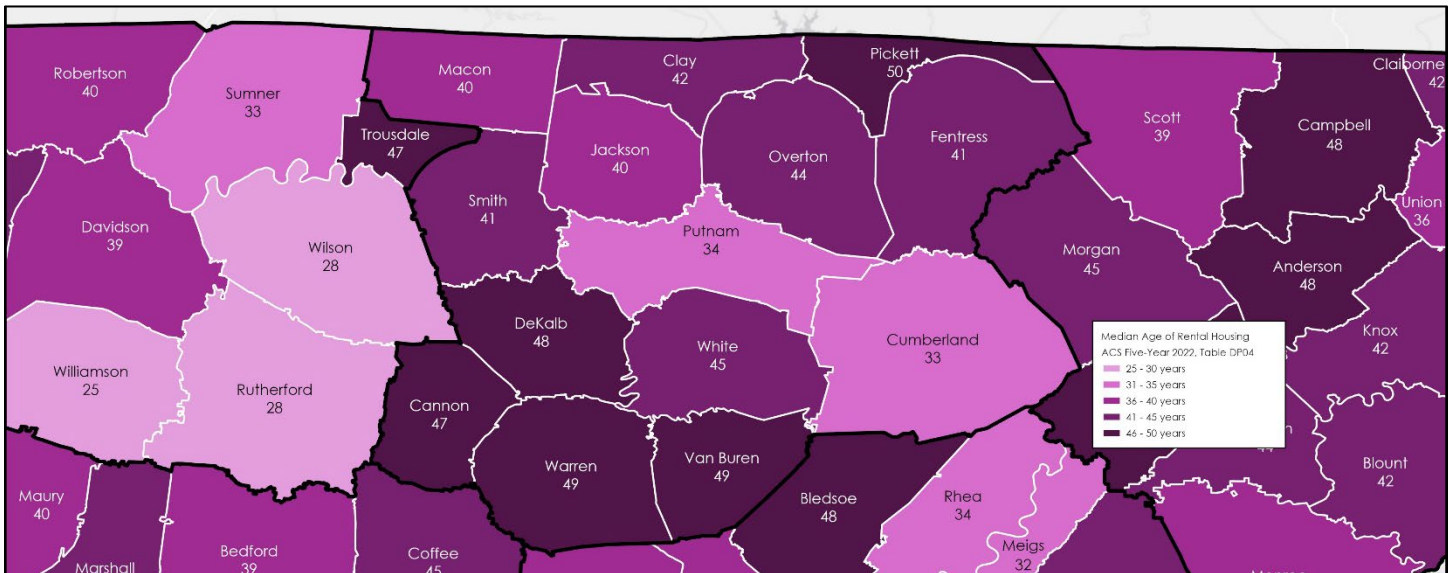 Robertson
40
Sumner
33
Macon
40
Clay
42
Pickett
50
Claiborne
42
Trousdale
47
Jackson
40
Overton
44
Fentress
41
Scott
39
Campbell
48
Union
36
Davidson
39
Wilson
28
Smith
41
Putnam
34
Morgan
45
Anderson
48
Williamson
25
Rutherford
28
DeKalb
48
White
45
Cumberland
33
Knox
42
Median Age of Rental Housing
ACS Five-Year 2022, Table DP04
25 - 30 years
31 - 35 years
36 - 40 years
41 - 45 years
46 - 50 years
Cannon
47
Warren
49
Van Buren
49
Bledsoe
48
Rhea
34
Meigs
32
Blount
42
Maury
40
Marshall
Bedford
39
Coffee
45